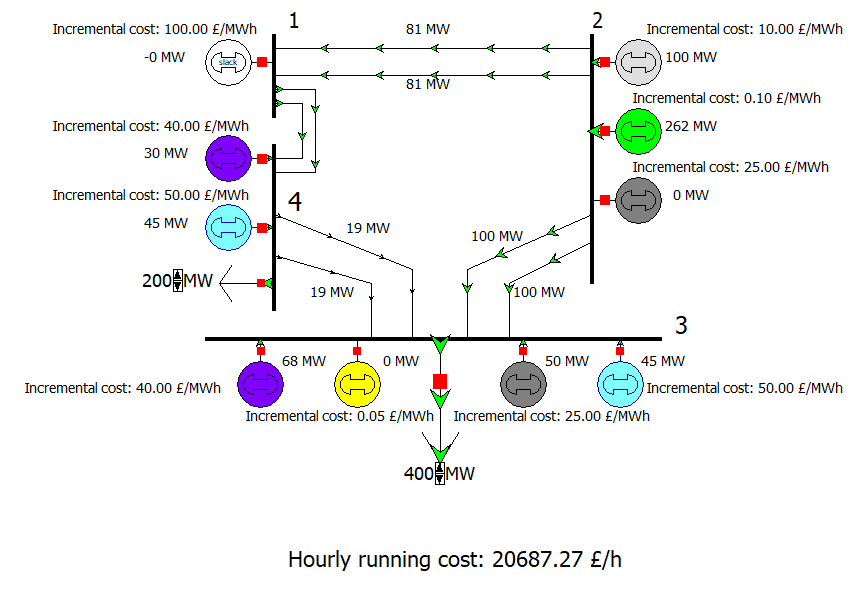 1
2
Incremental cost: 100.00 £/MWh
81 MW
Incremental cost: 10.00 £/MWh
-0 MW
slack
100 MW
81 MW
Incremental cost: 0.10 £/MWh
Incremental cost: 40.00 £/MWh
262 MW
30 MW
Incremental cost: 25.00 £/MWh
Incremental cost: 50.00 £/MWh
0 MW
4
45 MW
19 MW
100 MW
200 MW
19 MW
100 MW
3
68 MW
0 MW
50 MW
45 MW
Incremental cost: 40.00 £/MWh
Incremental cost: 50.00 £/MWh
Incremental cost: 0.05 £/MWh
Incremental cost: 25.00 £/MWh
400 MW
Hourly running cost: 20687.27 £/h